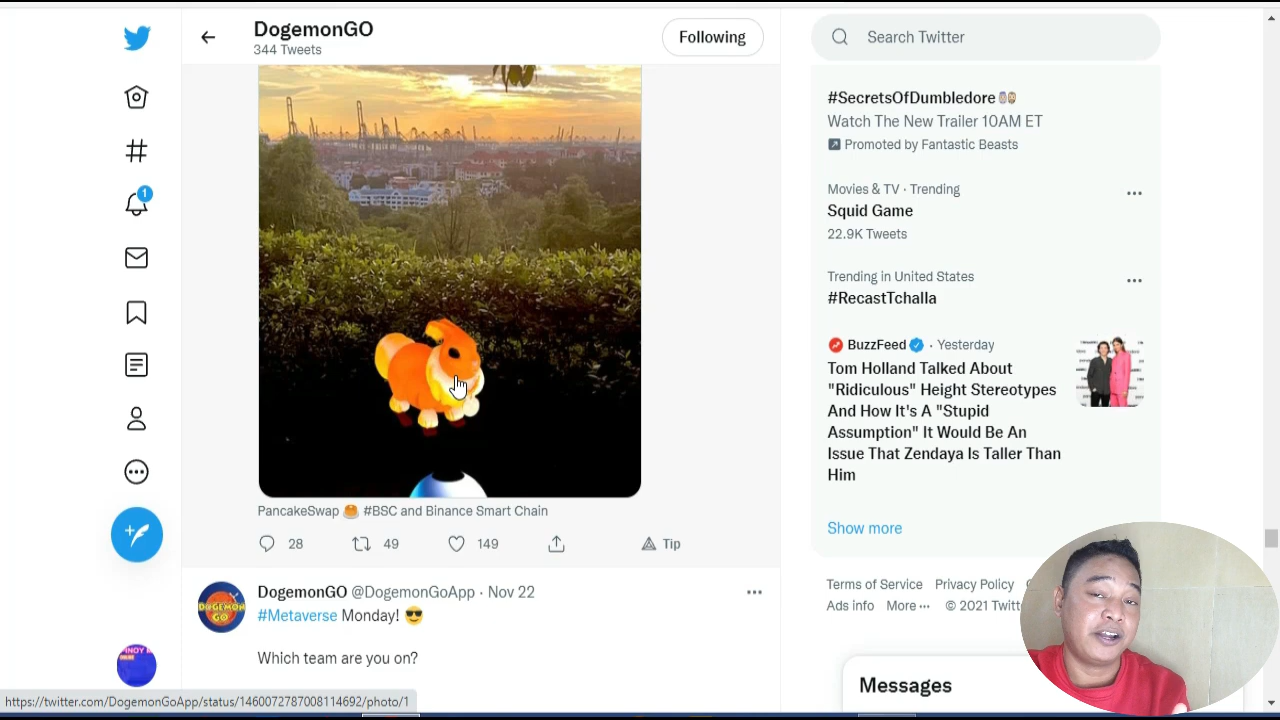 DogemonGO
344 Tweets
Following
PancakeSwap #BSC and Binance Smart Chain
28
49
149
Tip
DOGEMON
GO
DogemonGO @DogemonGoApp · Nov 22
#Metaverse Monday!
Which team are you on?
1
https://twitter.com/DogemonGoApp/status/1460072787008114692/photo/1
Search Twitter
#SecretsOfDumbledore
Watch The New Trailer 10AM ET
Promoted by Fantastic Beasts
Movies & TV · Trending
Squid Game
22.9K Tweets
Trending in United States
#RecastTchalla
BuzzFeed · Yesterday
Tom Holland Talked About
"Ridiculous" Height Stereotypes
And How It's A "Stupid
Assumption" It Would Be An
Issue That Zendaya Is Taller Than
Him
Show more
Terms of Service Privacy Policy
Ads info More ··· © 2021 Twitt
Messages